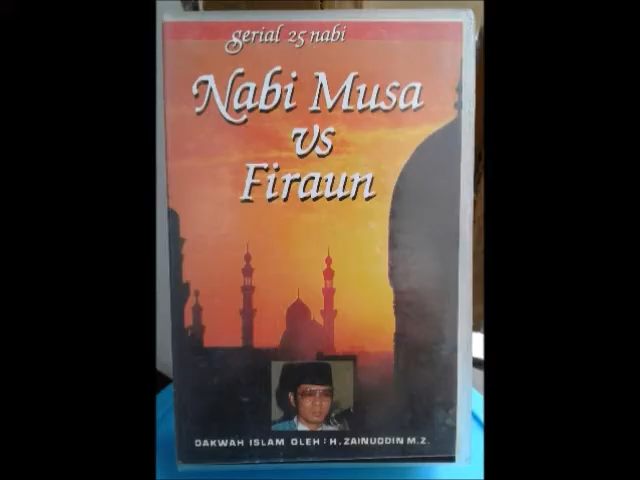 Serial 25 nabi
Nabi Musa
vs
Firaun
DAKWAH ISLAM OLEH : H. ZAINUDDIN M.Z.